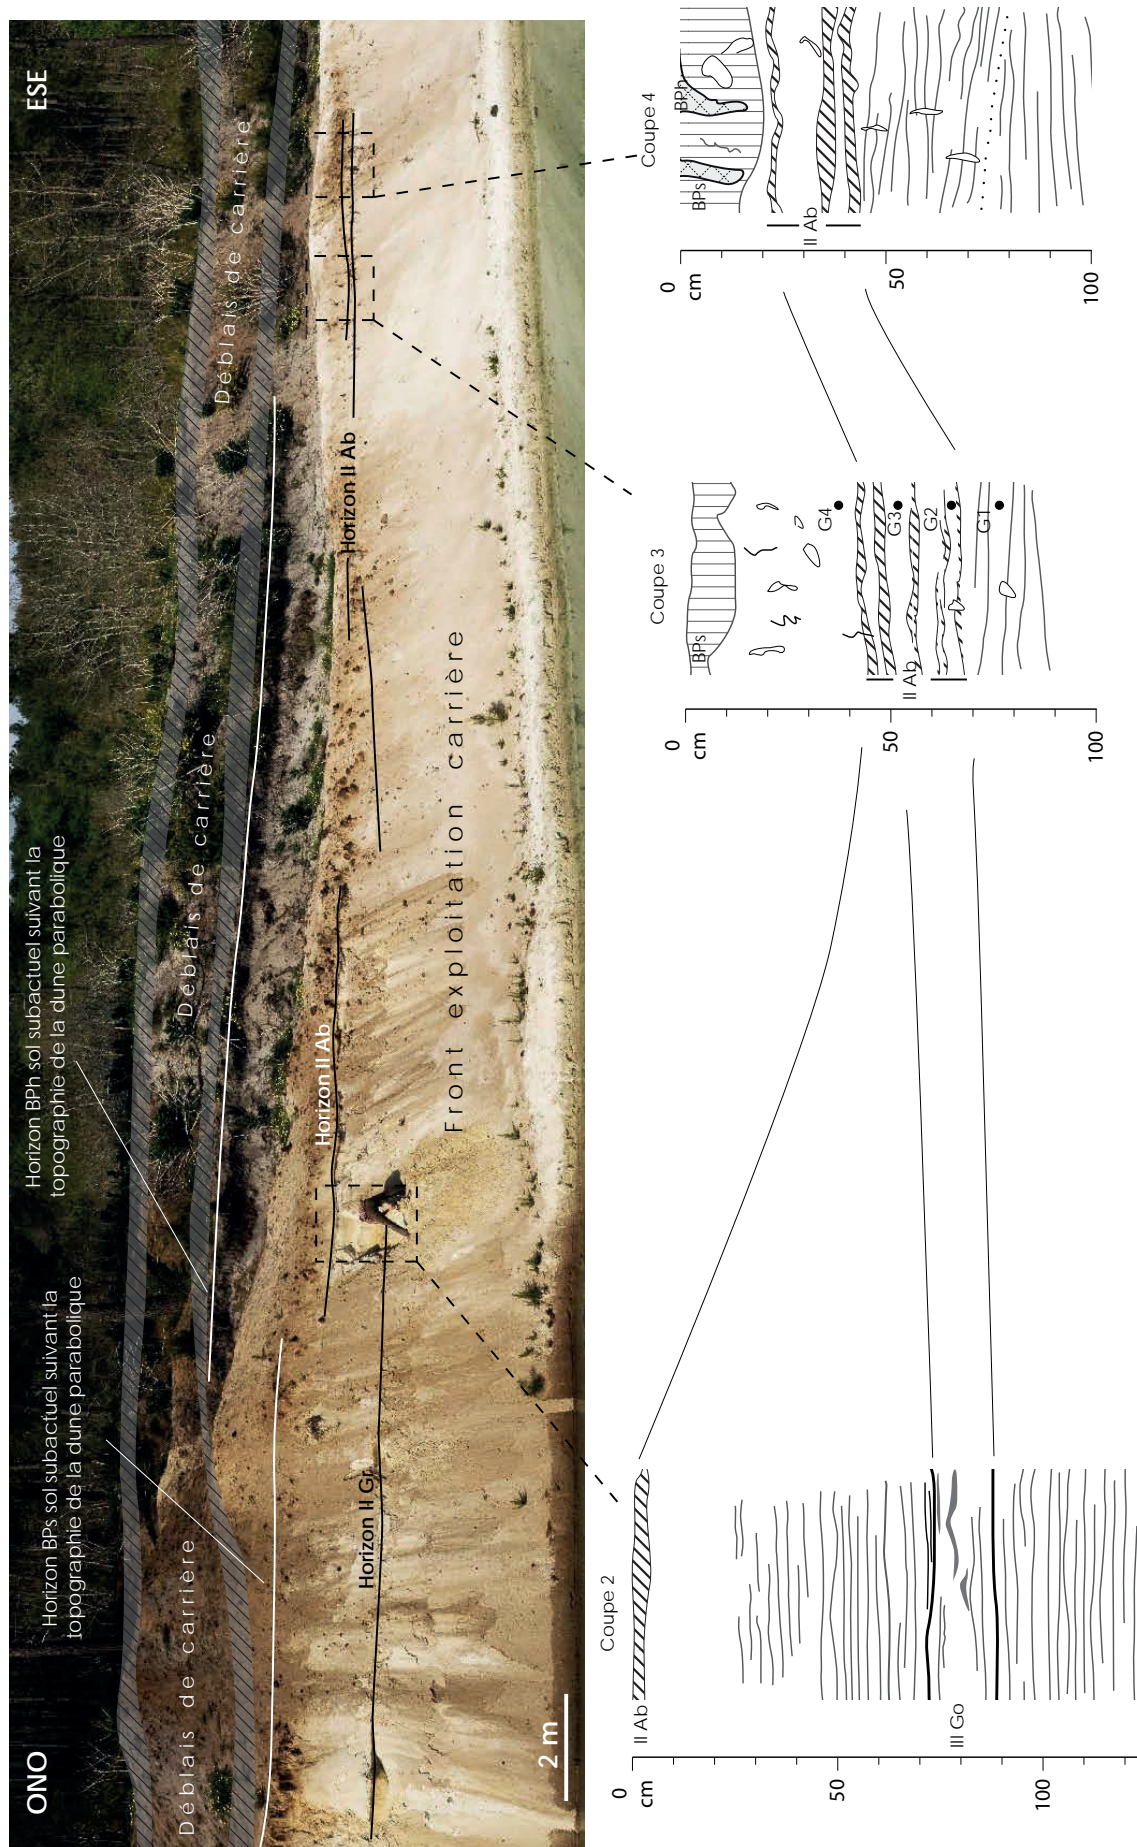 ONO
ESE
Horizon BPs sol subactuel suivant la
topographie de la dune parabolique
Horizon BPh sol subactuel suivant la
topographie de la dune parabolique
Déblais de carrière
Déblais de carrière
Déblais de carrière
Horizon II Gr
Horizon II Ab
Horizon II Ab
Front exploitation carrière
2 m
Coupe 2
0
cm
50
100
II Ab
III Go
Coupe 3
0
cm
50
100
BPs
II Ab
G4
G3
G2
G1
Coupe 4
0
cm
50
100
BPs
BPh
II Ab